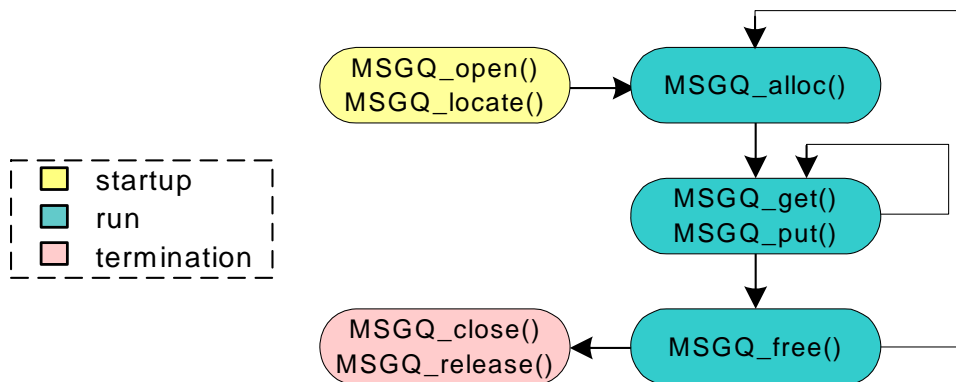 MSGQ_open()
MSGQ_locate()
MSGQ_alloc()
startup
run
termination
MSGQ_get()
MSGQ_put()
MSGQ_close()
MSGQ_release()
MSGQ_free()